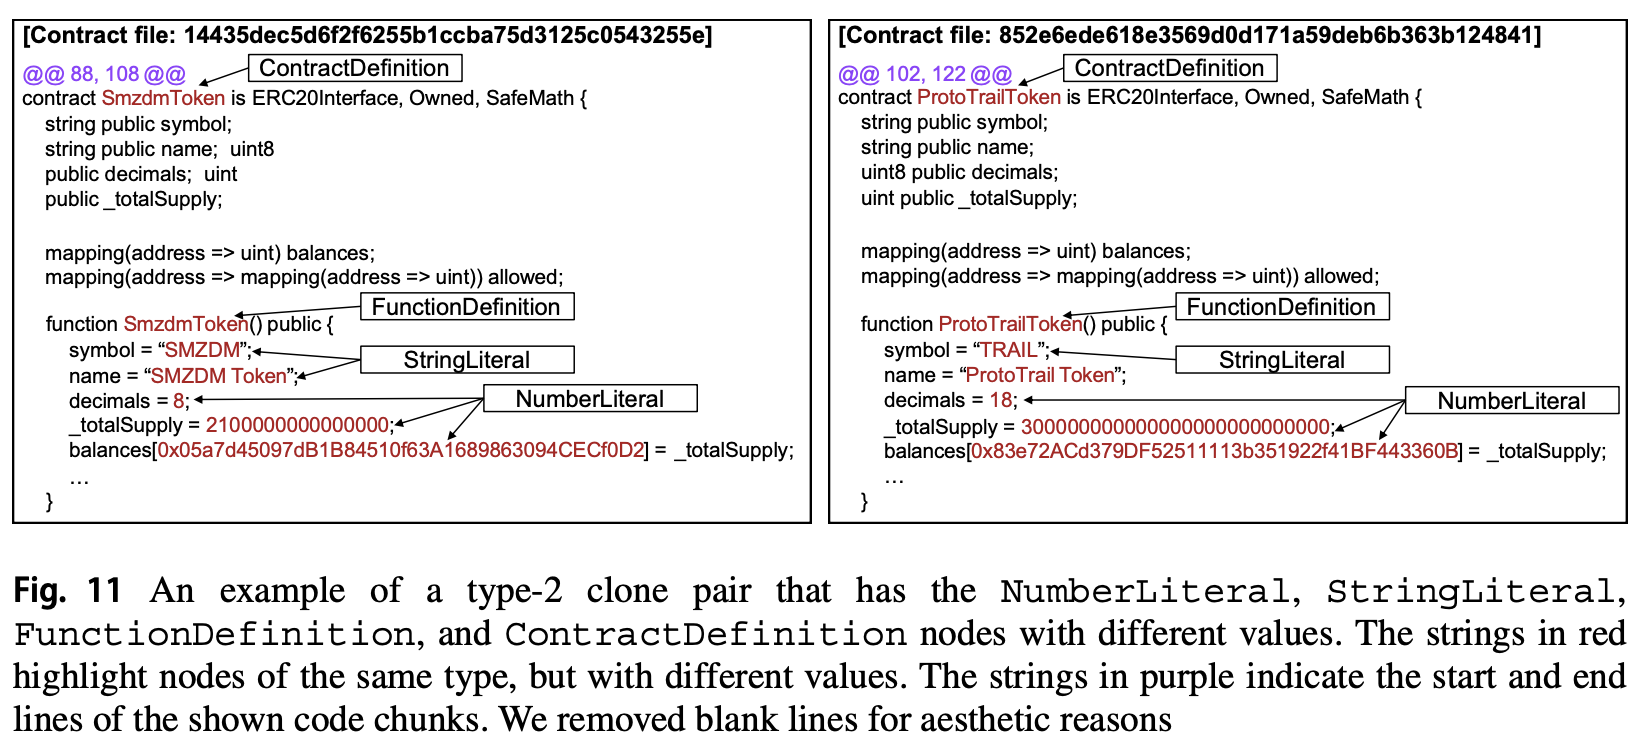 [Contract file: 14435dec5d6f2f6255b1ccba75d3125c0543255e]
@@ 88, 108 @@
ContractDefinition
contract SmzdmToken is ERC20Interface, Owned, SafeMath {
string public symbol;
string public name;  uint8
public decimals;  uint
public _totalSupply;
mapping(address => uint) balances;
mapping(address => mapping(address => uint)) allowed;
FunctionDefinition
function SmzdmToken() public {
symbol = “SMZDM”;
StringLiteral
name = “SMZDM Token”;
decimals = 8;
NumberLiteral
_totalSupply = 2100000000000000;
balances[0x05a7d45097dB1B84510f63A1689863094CECf0D2] = _totalSupply;
...
}
[Contract file: 852e6ede618e3569d0d171a59deb6b363b124841]
@@ 102, 122 @@
ContractDefinition
contract ProtoTrailToken is ERC20Interface, Owned, SafeMath {
string public symbol;
string public name;
uint8 public decimals;
uint public _totalSupply;
mapping(address => uint) balances;
mapping(address => mapping(address => uint)) allowed;
FunctionDefinition
function ProtoTrailToken() public {
symbol = “TRAIL”;
StringLiteral
name = “ProtoTrail Token”;
decimals = 18;
NumberLiteral
_totalSupply = 300000000000000000000000000;
balances[0x83e72ACd379DF52511113b351922f41BF443360B] = _totalSupply;
...
}
Fig. 11 An example of a type-2 clone pair that has the NumberLiteral, StringLiteral,
FunctionDefinition, and ContractDefinition nodes with different values. The strings in red
highlight nodes of the same type, but with different values. The strings in purple indicate the start and end
lines of the shown code chunks. We removed blank lines for aesthetic reasons